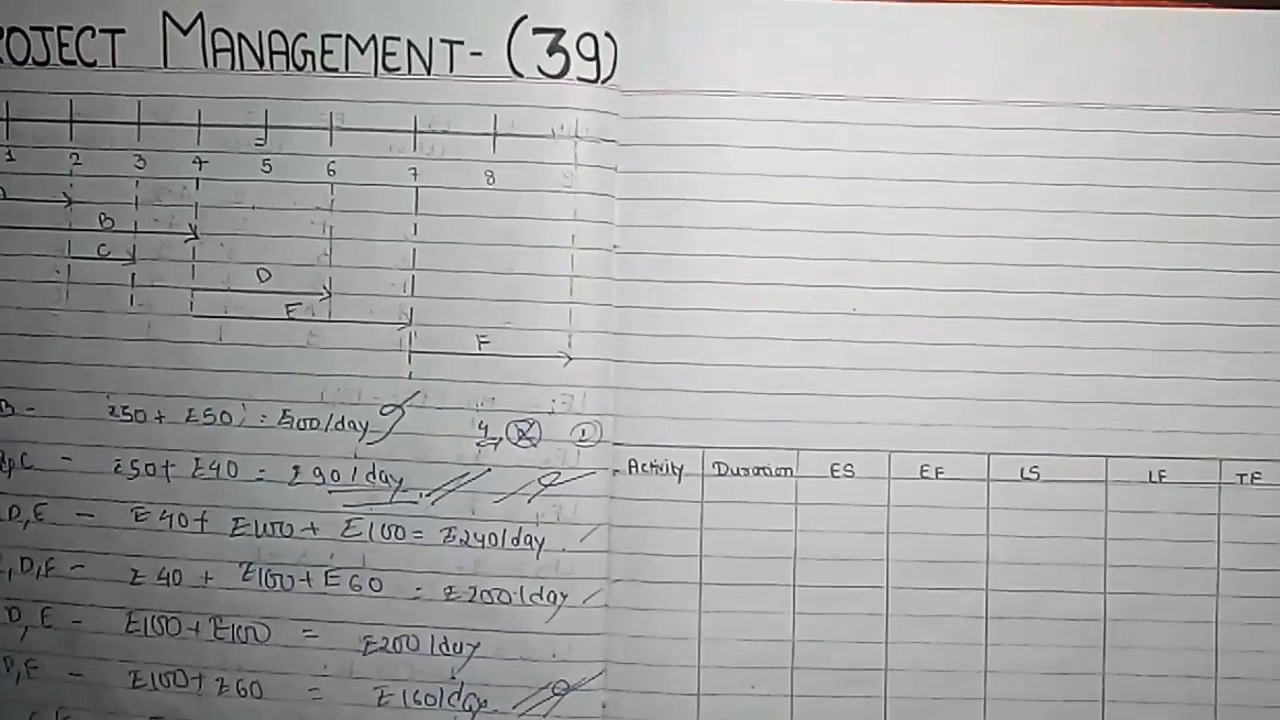 OJECT MANAGEMENT- (39)
1 2 3 4 5 6 7 8 9
B
C
D
E
F
B - £50 + £50 = £100/day
C - £50 + £40 = £90/day
D,E - £40 + £100 + £100 = £240/day
D,F - £40 + £100 + £60 = £200/day
D,E - £100 + £100 = £200/day
D,F - £100 + £60 = £160/day
Activity Duration ES EF LS LF TF